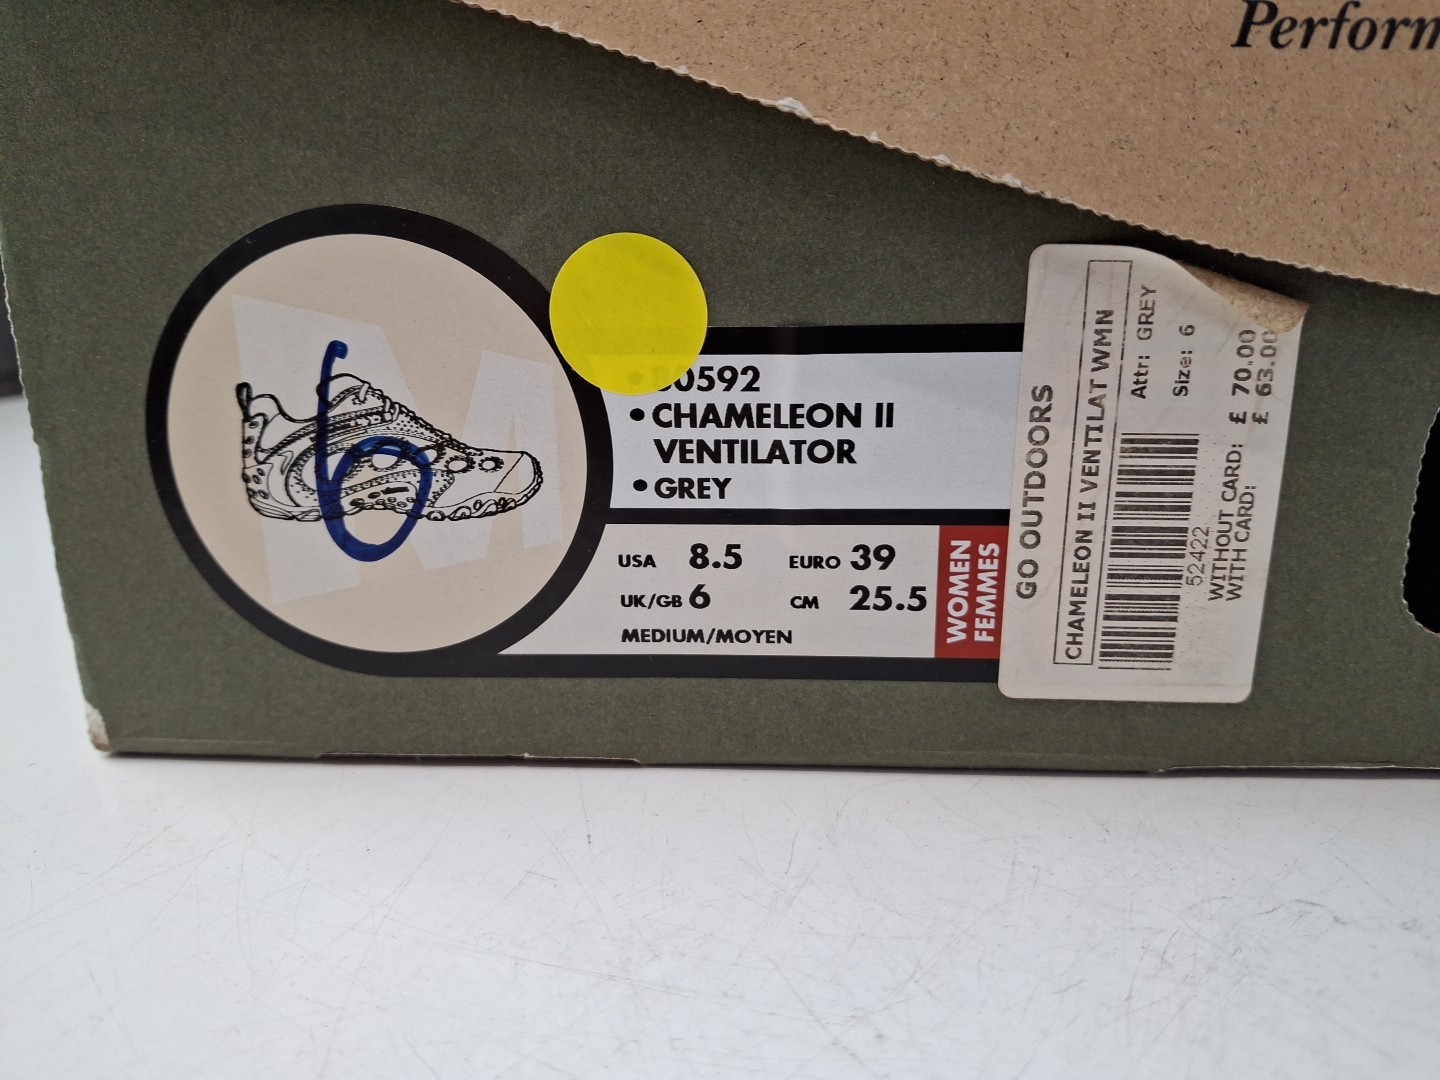 Perform
0592
• CHAMELEON II
VENTILATOR
• GREY
USA 8.5 EURO 39
UK/GB 6 CM 25.5
MEDIUM/MOYEN
WOMEN
FEMMES
6
GO OUTDOORS
CHAMELEON II VENTILAT WMN
Attr: GREY
Size: 6
52422
WITHOUT CARD: £ 70.00
WITH CARD: £ 63.00